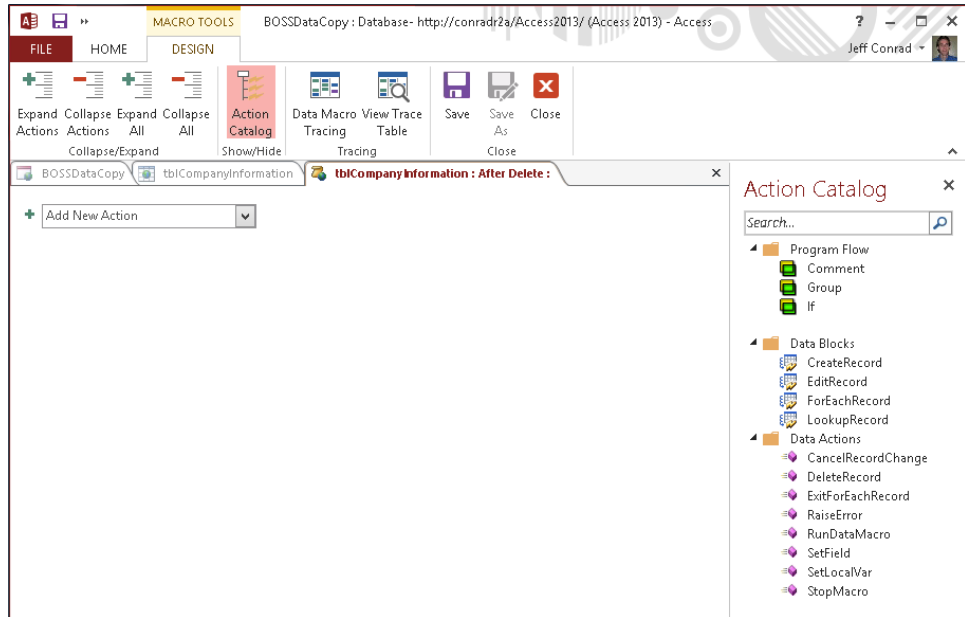 MACRO TOOLS BOSSDataCopy : Database- http://conradr2a/Access2013/ (Access 2013) - Access
FILE HOME DESIGN Jeff Conrad
Expand Collapse Expand Collapse Action Data Macro View Trace Save Save Close
Actions Actions All All Catalog Tracing Table As
Collapse/Expand Show/Hide Tracing Close
BOSSDataCopy tblCompanyInformation tblCompanyInformation : After Delete :
Action Catalog
Add New Action
Search...
Program Flow
Comment
Group
If
Data Blocks
CreateRecord
EditRecord
ForEachRecord
LookupRecord
Data Actions
CancelRecordChange
DeleteRecord
ExitForEachRecord
RaiseError
RunDataMacro
SetField
SetLocalVar
StopMacro